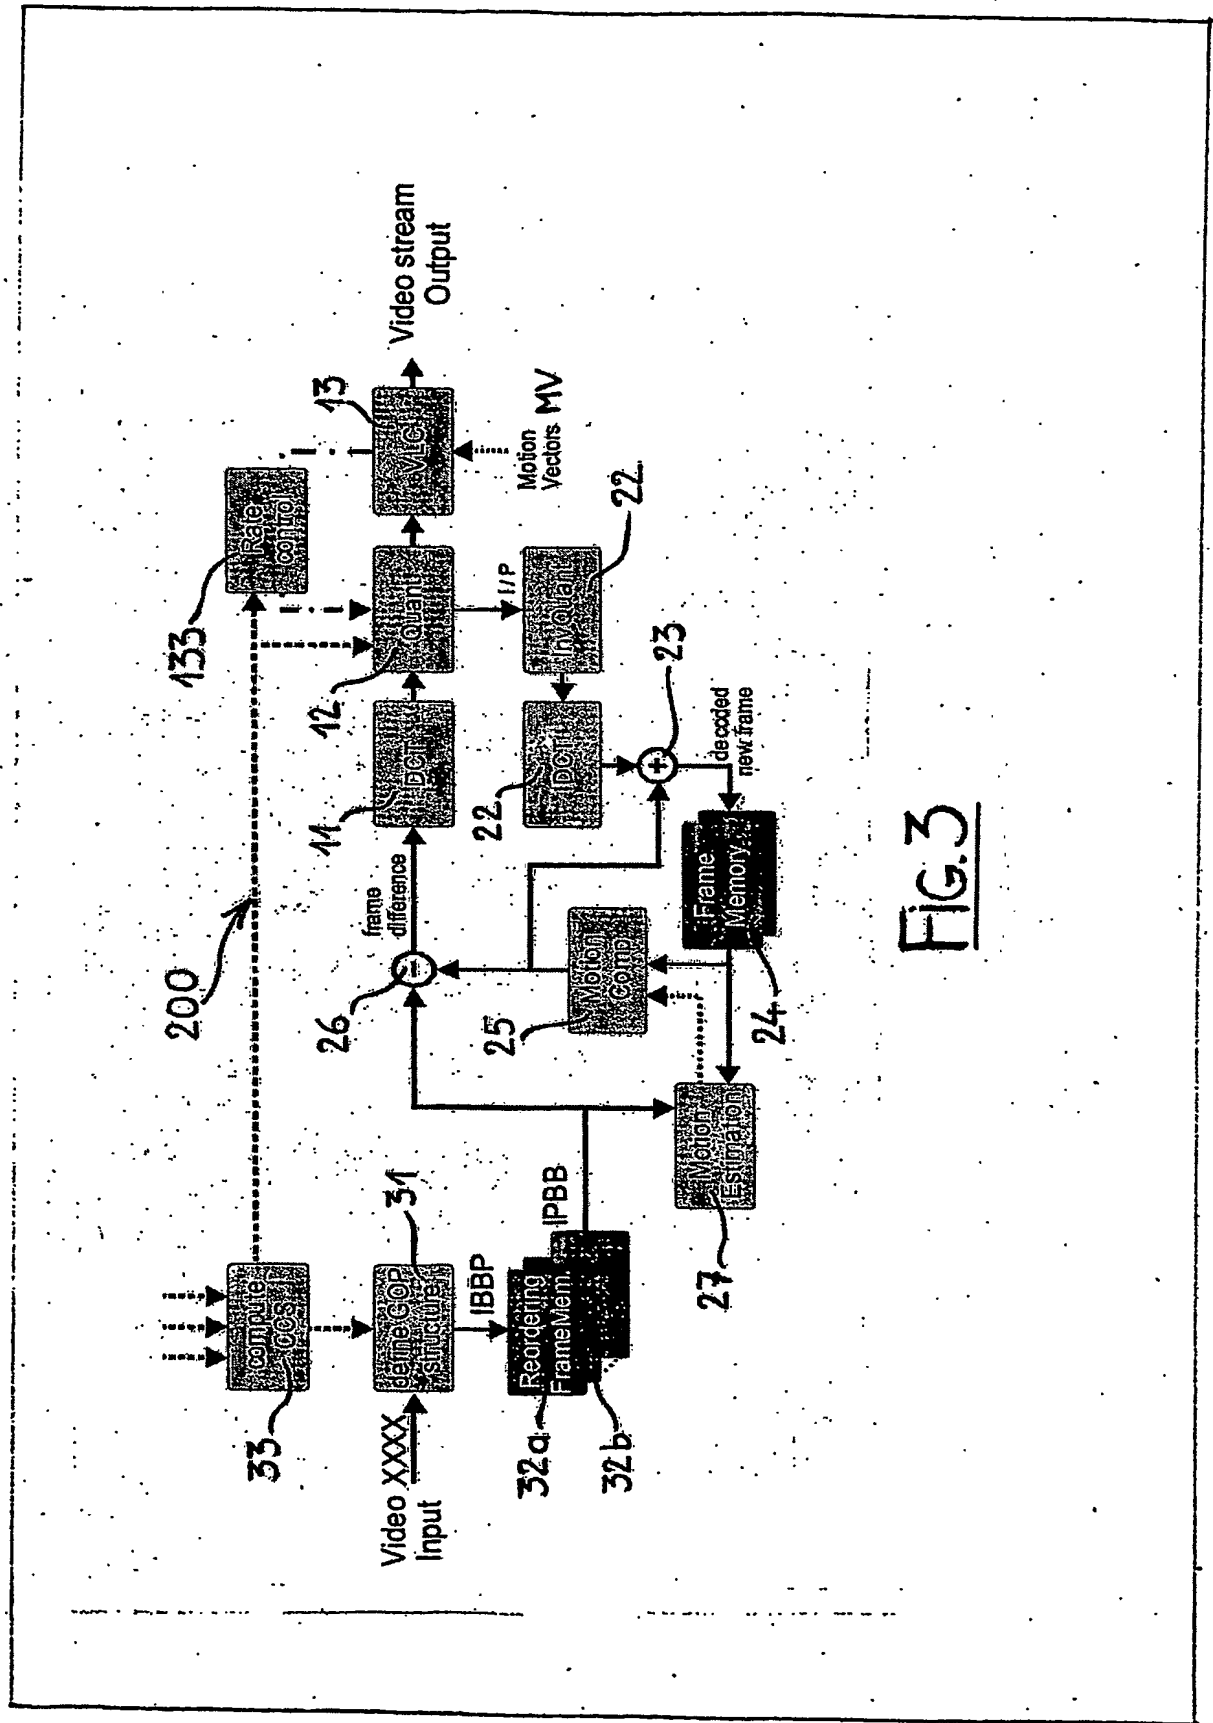 200
133
Rate
control
33
compute
CCS
Video XXXX
Input
31
define GOP
structure
IBBP
32a
Reordering
FrameMem.
32b
IPBB
26
frame
difference
11
DCT
12
Quant
13
VLC
Video stream
Output
Motion
Vectors MV
I/P
22
InvQuant
22
IDCT
23
decoded
new frame
25
Motion
Comp
Frame
Memory
24
27
Motion
Estimation
FIG.3